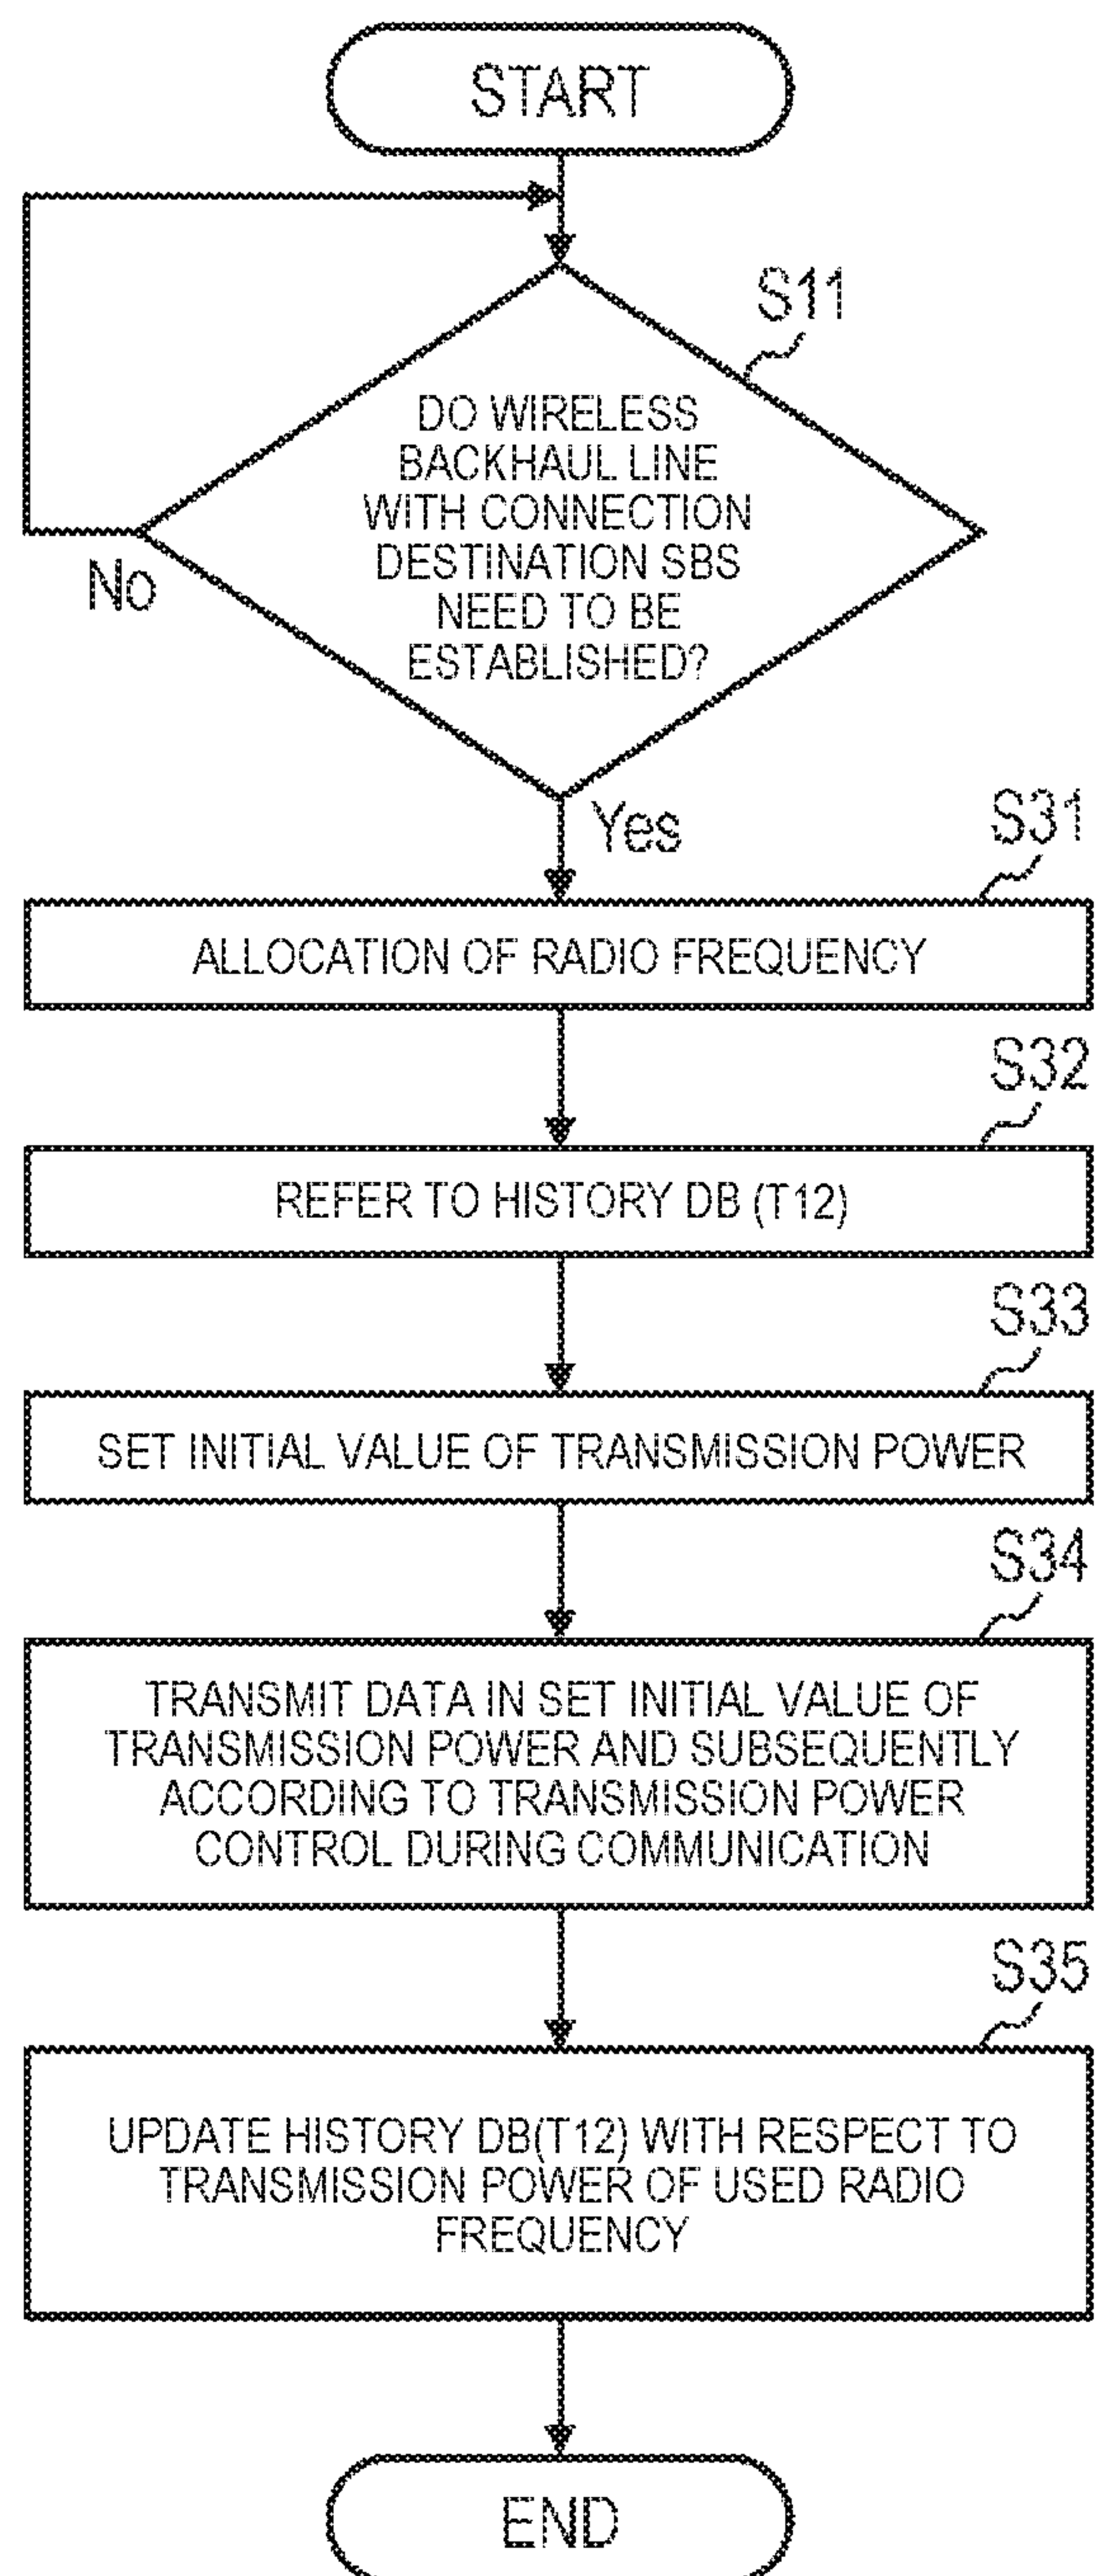 START
S11
DO WIRELESS
BACKHAUL LINE
WITH CONNECTION
DESTINATION SBS
NEED TO BE
ESTABLISHED?
No
Yes
S31
ALLOCATION OF RADIO FREQUENCY
S32
REFER TO HISTORY DB (T12)
S33
SET INITIAL VALUE OF TRANSMISSION POWER
S34
TRANSMIT DATA IN SET INITIAL VALUE OF
TRANSMISSION POWER AND SUBSEQUENTLY
ACCORDING TO TRANSMISSION POWER
CONTROL DURING COMMUNICATION
S35
UPDATE HISTORY DB(T12) WITH RESPECT TO
TRANSMISSION POWER OF USED RADIO
FREQUENCY
END